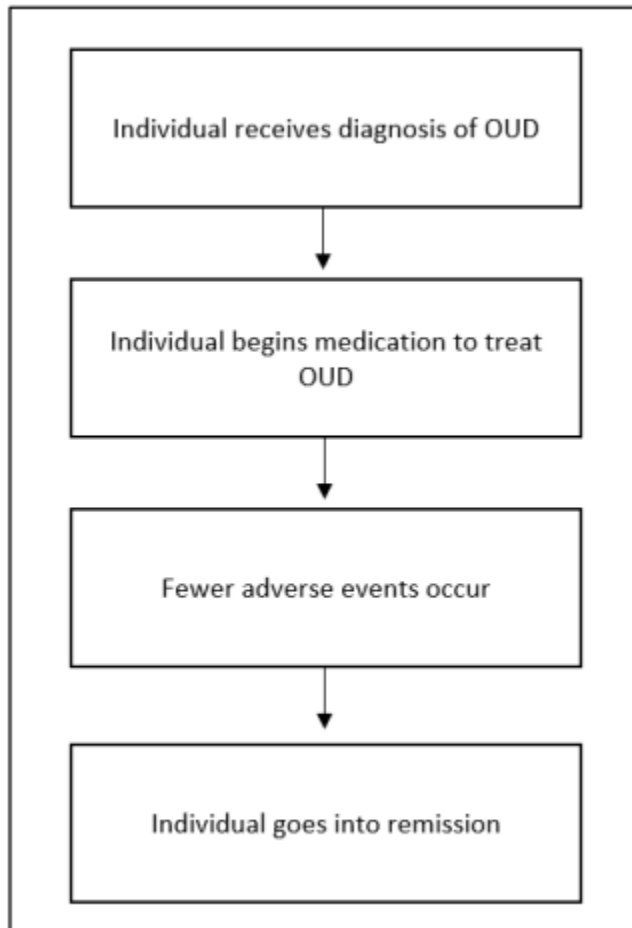 Individual receives diagnosis of OUD
Individual begins medication to treat
OUD
Fewer adverse events occur
Individual goes into remission